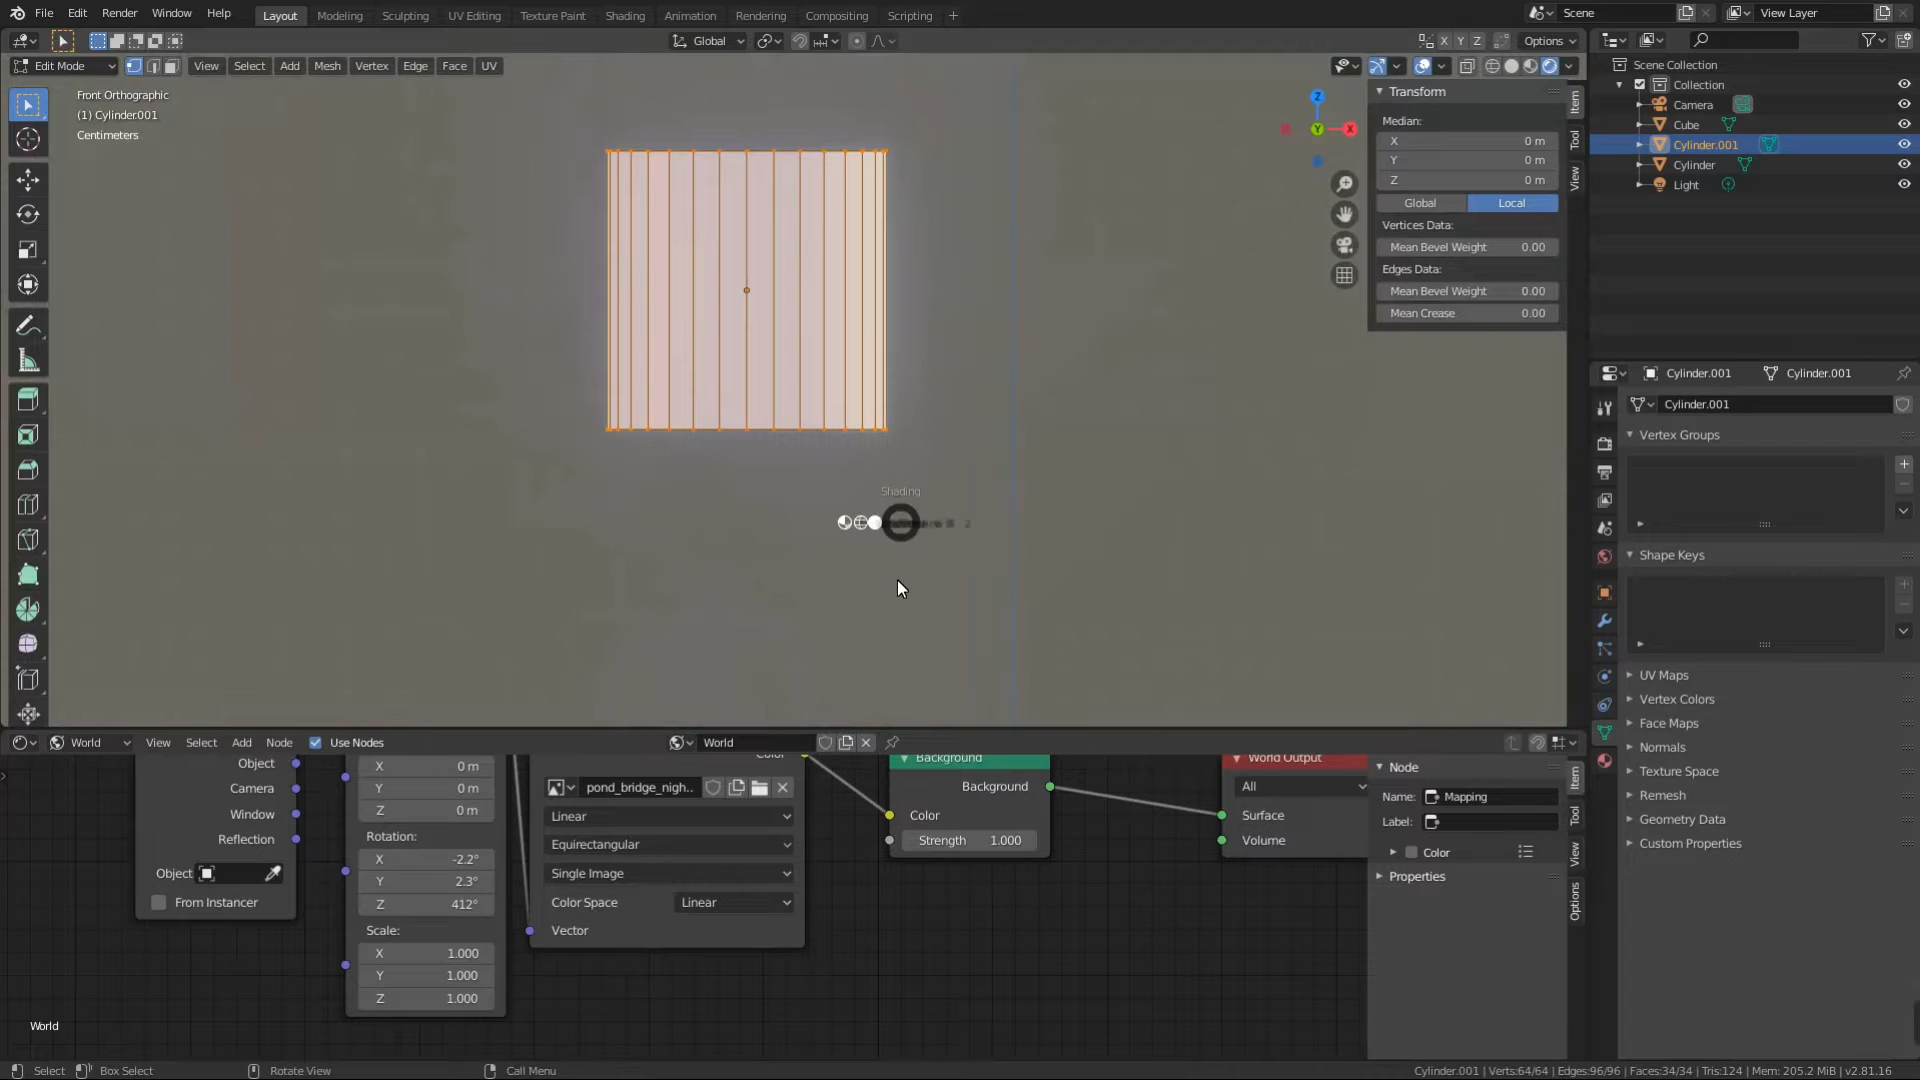 File Edit Render Window Help Layout Modeling Sculpting UV Editing Texture Paint Shading Animation Rendering Compositing Scripting + Scene View Layer
Global X Y Z Options
Edit Mode View Select Add Mesh Vertex Edge Face UV
Scene Collection
Collection
Camera
Cube
Cylinder.001
Cylinder
Light
Front Orthographic
(1) Cylinder.001
Centimeters
Z
Y
X
Transform
Median:
X 0 m
Y 0 m
Z 0 m
Global Local
Vertices Data:
Mean Bevel Weight 0.00
Edges Data:
Mean Bevel Weight 0.00
Mean Crease 0.00
Item
Tool
View
Shading
2
Cylinder.001 Cylinder.001
Cylinder.001
Vertex Groups
Shape Keys
UV Maps
Vertex Colors
Face Maps
Normals
Texture Space
Remesh
Geometry Data
Custom Properties
World View Select Add Node Use Nodes World
Object
Camera
Window
Reflection
Object
From Instancer
X 0 m
Y 0 m
Z 0 m
Rotation:
X -2.2°
Y 2.3°
Z 412°
Scale:
X 1.000
Y 1.000
Z 1.000
Color
pond_bridge_nigh..
Linear
Equirectangular
Single Image
Color Space Linear
Vector
Background
Background
Color
Strength 1.000
World Output
All
Surface
Volume
Node
Name: Mapping
Label:
Color
Properties
Item
Tool
View
Options
World
Select Box Select Rotate View Call Menu Cylinder.001 | Verts:64/64 | Edges:96/96 | Faces:34/34 | Tris:124 | Mem: 205.2 MiB | v2.81.16